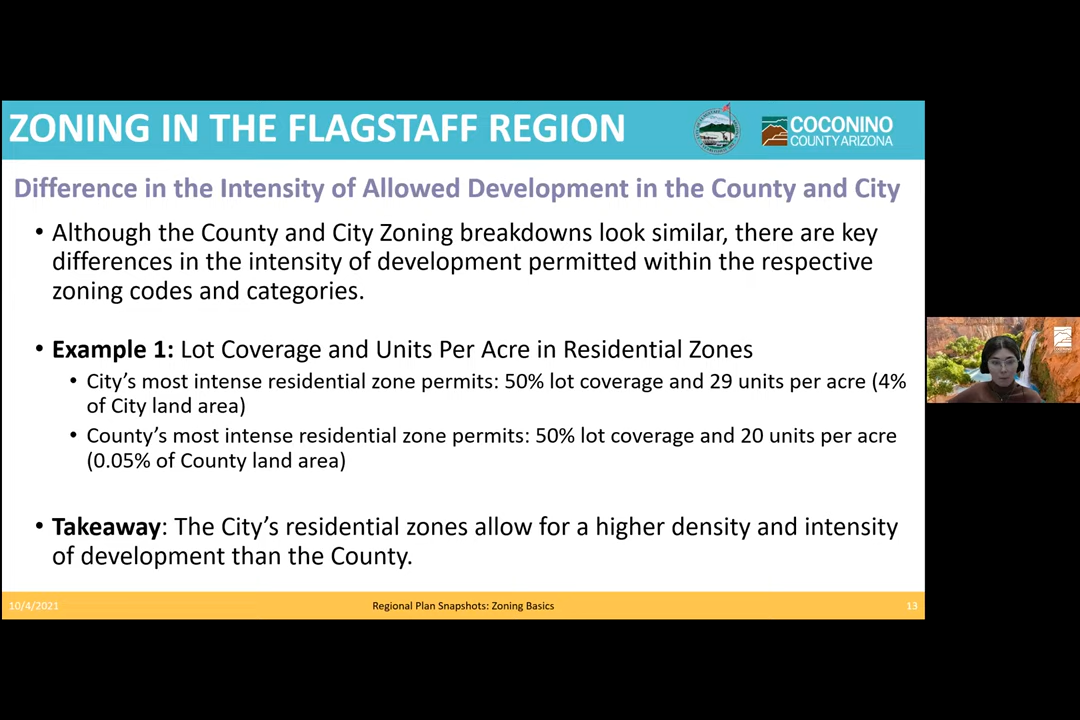 ZONING IN THE FLAGSTAFF REGION
COCONINO
COUNTY ARIZONA
Difference in the Intensity of Allowed Development in the County and City
• Although the County and City Zoning breakdowns look similar, there are key
differences in the intensity of development permitted within the respective
zoning codes and categories.
• Example 1: Lot Coverage and Units Per Acre in Residential Zones
• City’s most intense residential zone permits: 50% lot coverage and 29 units per acre (4%
of City land area)
• County’s most intense residential zone permits: 50% lot coverage and 20 units per acre
(0.05% of County land area)
• Takeaway: The City’s residential zones allow for a higher density and intensity
of development than the County.
10/4/2021
Regional Plan Snapshots: Zoning Basics
13